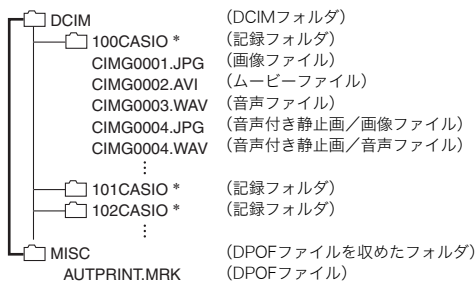 DCIM (DCIMフォルダ)
100CASIO * (記録フォルダ)
CIMG0001.JPG (画像ファイル)
CIMG0002.AVI (ムービーファイル)
CIMG0003.WAV (音声ファイル)
CIMG0004.JPG (音声付き静止画/画像ファイル)
CIMG0004.WAV (音声付き静止画/音声ファイル)
⋮
101CASIO * (記録フォルダ)
102CASIO * (記録フォルダ)
⋮
MISC (DPOFファイルを収めたフォルダ)
AUTPRINT.MRK (DPOFファイル)